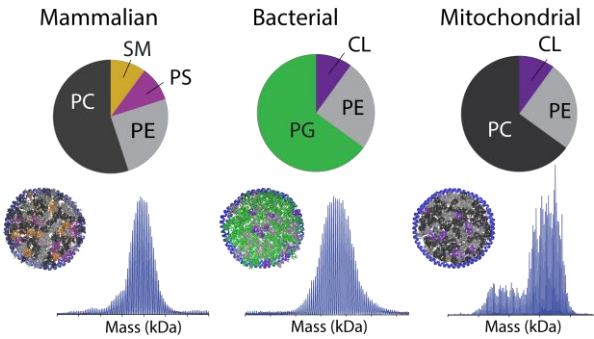 Mammalian
Bacterial
Mitochondrial
SM
PS
PC
PE
CL
PG
PE
CL
PC
PE
Mass (kDa)
Mass (kDa)
Mass (kDa)